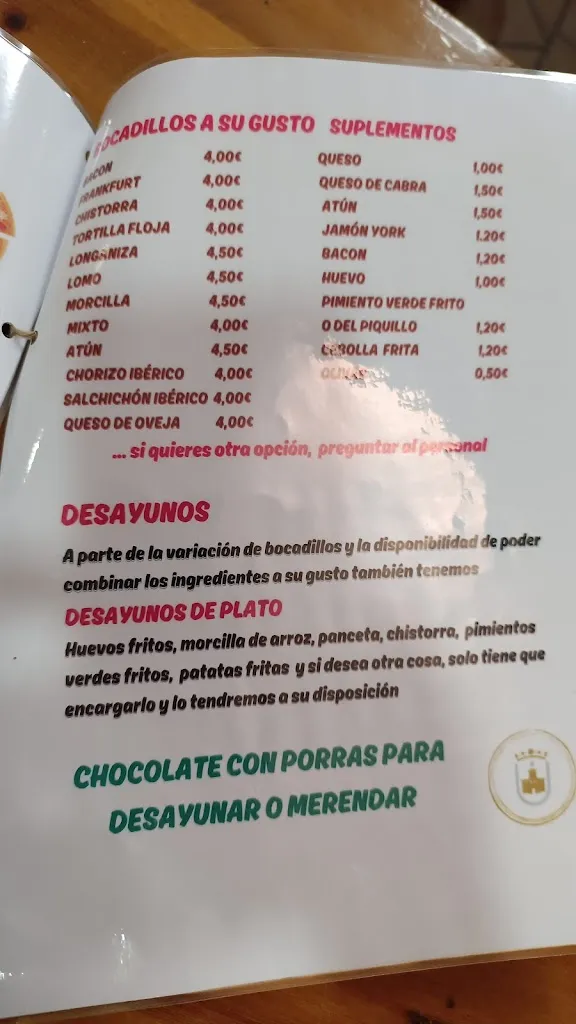 BOCADILLOS A SU GUSTO SUPLEMENTOS
BACON 4,00€ QUESO 1,00€
FRANKFURT 4,00€ QUESO DE CABRA 1,50€
CHISTORRA 4,00€ ATÚN 1,50€
TORTILLA FLOJA 4,00€ JAMÓN YORK 1,20€
LONGANIZA 4,50€ BACON 1,20€
LOMO 4,50€ HUEVO 1,00€
MORCILLA 4,50€ PIMIENTO VERDE FRITO
MIXTO 4,00€ O DEL PIQUILLO 1,20€
ATÚN 4,50€ CEBOLLA FRITA 1,20€
CHORIZO IBÉRICO 4,00€ OLIVAS 0,50€
SALCHICHÓN IBÉRICO 4,00€
QUESO DE OVEJA 4,00€
... si quieres otra opción, preguntar al personal
DESAYUNOS
A parte de la variación de bocadillos y la disponibilidad de poder
combinar los ingredientes a su gusto también tenemos
DESAYUNOS DE PLATO
Huevos fritos, morcilla de arroz, panceta, chistorra, pimientos
verdes fritos, patatas fritas y si desea otra cosa, solo tiene que
encargarlo y lo tendremos a su disposición
CHOCOLATE CON PORRAS PARA
DESAYUNAR O MERENDAR